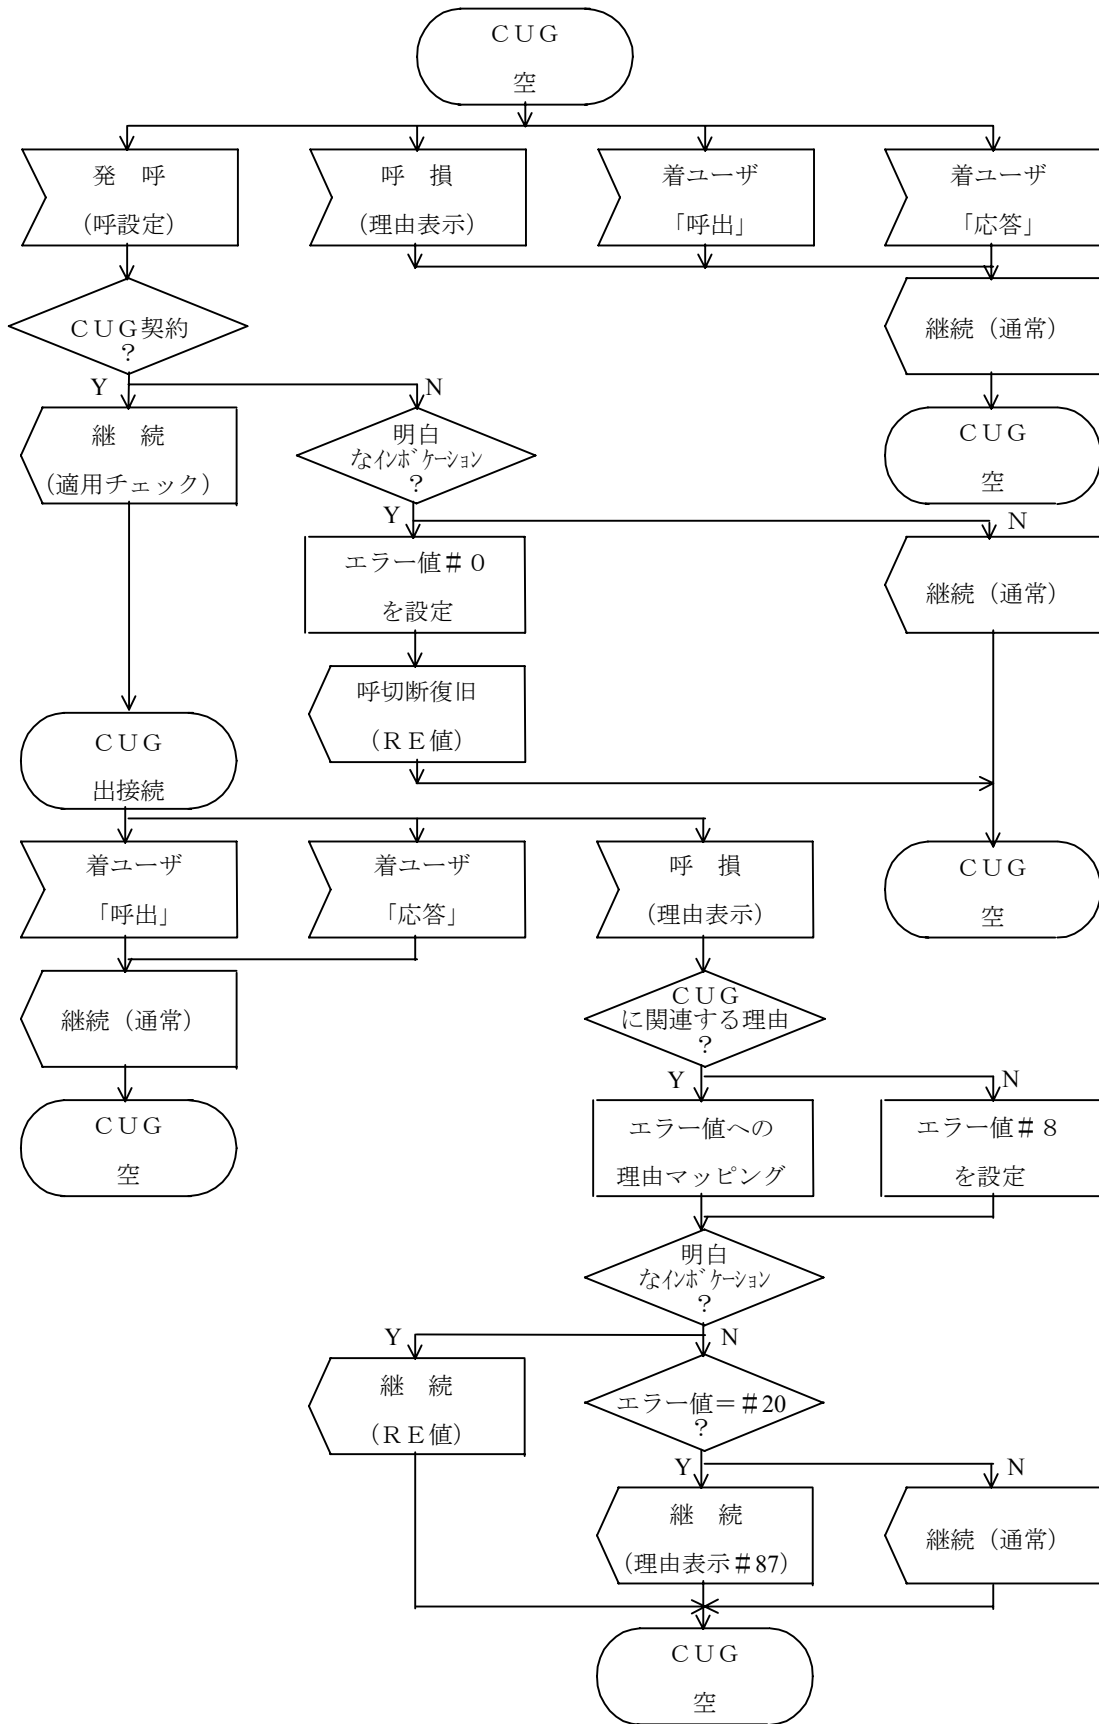 ＣＵＧ
空
発　呼
（呼設定）
呼　損
（理由表示）
着ユーザ
「呼出」
着ユーザ
「応答」
ＣＵＧ契約
？
継続（通常）
Y
N
継　続
（適用チェック）
明白
なｲﾝﾎﾞｹｰｼｮﾝ
？
ＣＵＧ
空
Y
N
エラー値＃０
を設定
継続（通常）
呼切断復旧
（ＲＥ値）
ＣＵＧ
出接続
着ユーザ
「呼出」
着ユーザ
「応答」
呼　損
（理由表示）
ＣＵＧ
空
継続（通常）
ＣＵＧ
に関連する理由
？
Y
N
ＣＵＧ
空
エラー値への
理由マッピング
エラー値＃８
を設定
明白
なｲﾝﾎﾞｹｰｼｮﾝ
？
Y
N
継　続
（ＲＥ値）
エラー値＝＃20
？
Y
N
継　続
（理由表示＃87）
継続（通常）
ＣＵＧ
空